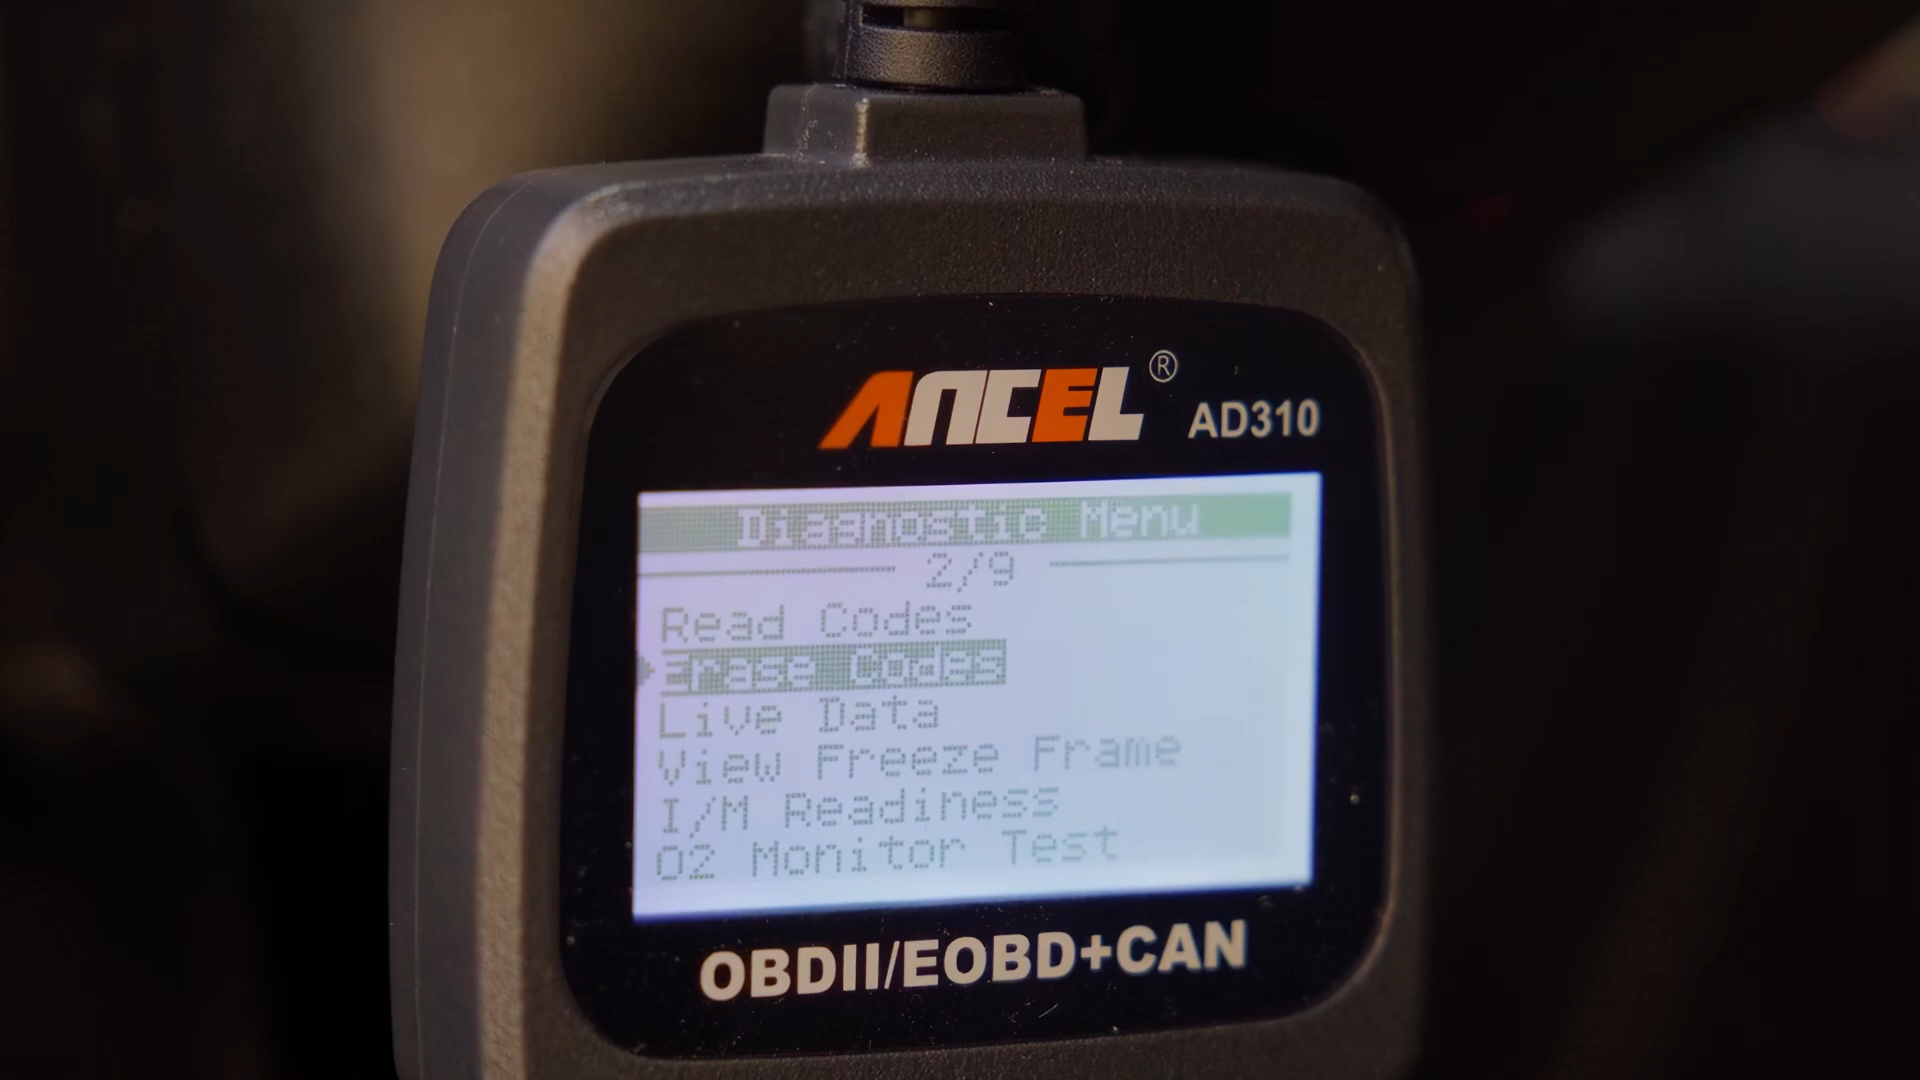 ANCEL® AD310
Diagnostic Menu
2/9
Read Codes
Erase Codes
Live Data
View Freeze Frame
I/M Readiness
O2 Monitor Test
OBDII/EOBD+CAN